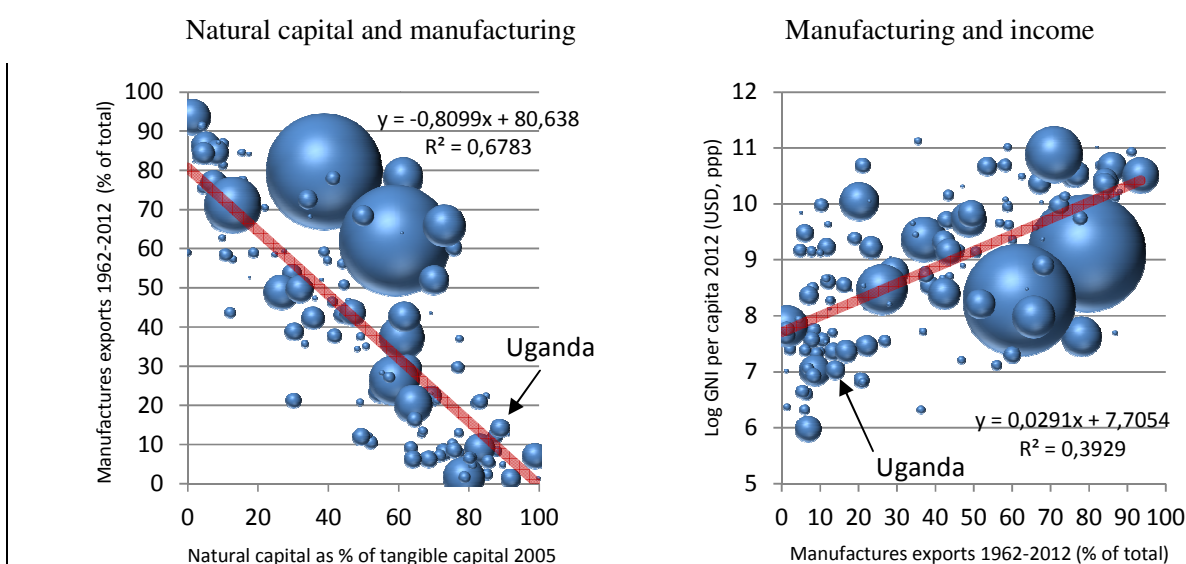 Natural capital and manufacturing
Manufactures exports 1962-2012 (% of total)
100
90
80
70
60
50
40
30
20
10
0
y = -0,8099x + 80,638
R² = 0,6783
Uganda
0 20 40 60 80 100
Natural capital as % of tangible capital 2005
Manufacturing and income
Log GNI per capita 2012 (USD, ppp)
12
11
10
9
8
7
6
5
y = 0,0291x + 7,7054
R² = 0,3929
Uganda
0 10 20 30 40 50 60 70 80 90 100
Manufactures exports 1962-2012 (% of total)